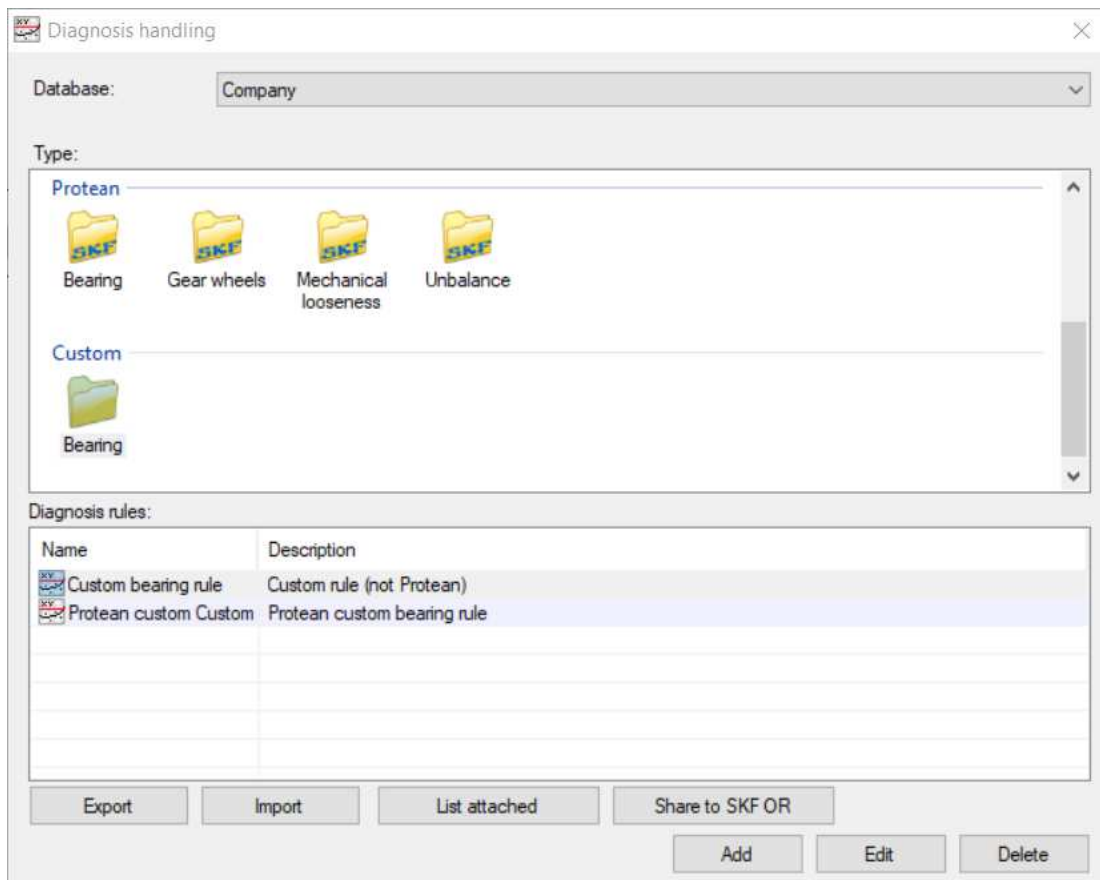 Diagnosis handling
Database:
Company
Type:
Protean
SKF SKF SKF SKF
Bearing Gear wheels Mechanical looseness Unbalance
Custom
Bearing
Diagnosis rules:
Name Description
XY Custom bearing rule Custom rule (not Protean)
XY Protean custom Custom Protean custom bearing rule
Export Import List attached Share to SKF OR
Add Edit Delete